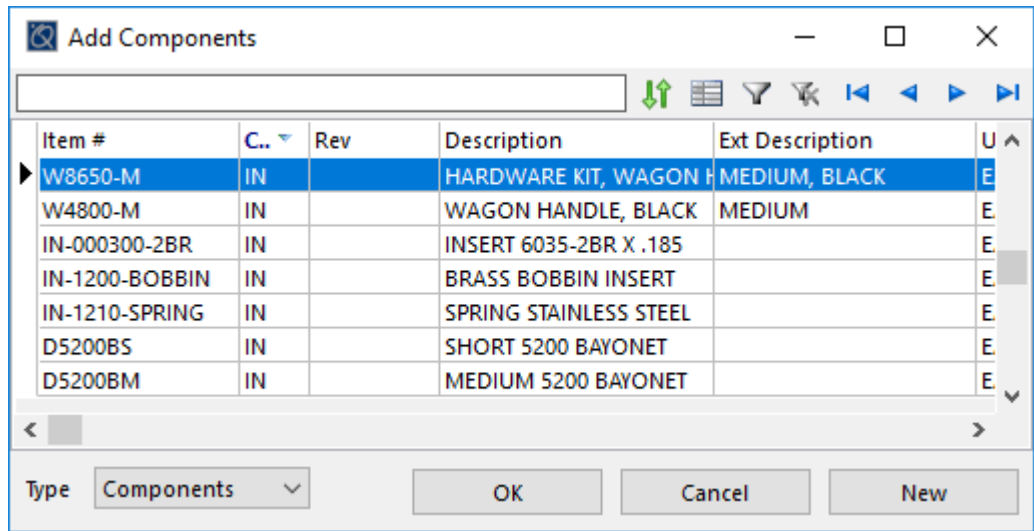 Add Components
Item # C.. Rev Description Ext Description U
W8650-M IN HARDWARE KIT, WAGON H MEDIUM, BLACK E
W4800-M IN WAGON HANDLE, BLACK MEDIUM E.
IN-000300-2BR IN INSERT 6035-2BR X .185 E.
IN-1200-BOBBIN IN BRASS BOBBIN INSERT E.
IN-1210-SPRING IN SPRING STAINLESS STEEL E.
D5200BS IN SHORT 5200 BAYONET E.
D5200BM IN MEDIUM 5200 BAYONET E.
Type Components OK Cancel New